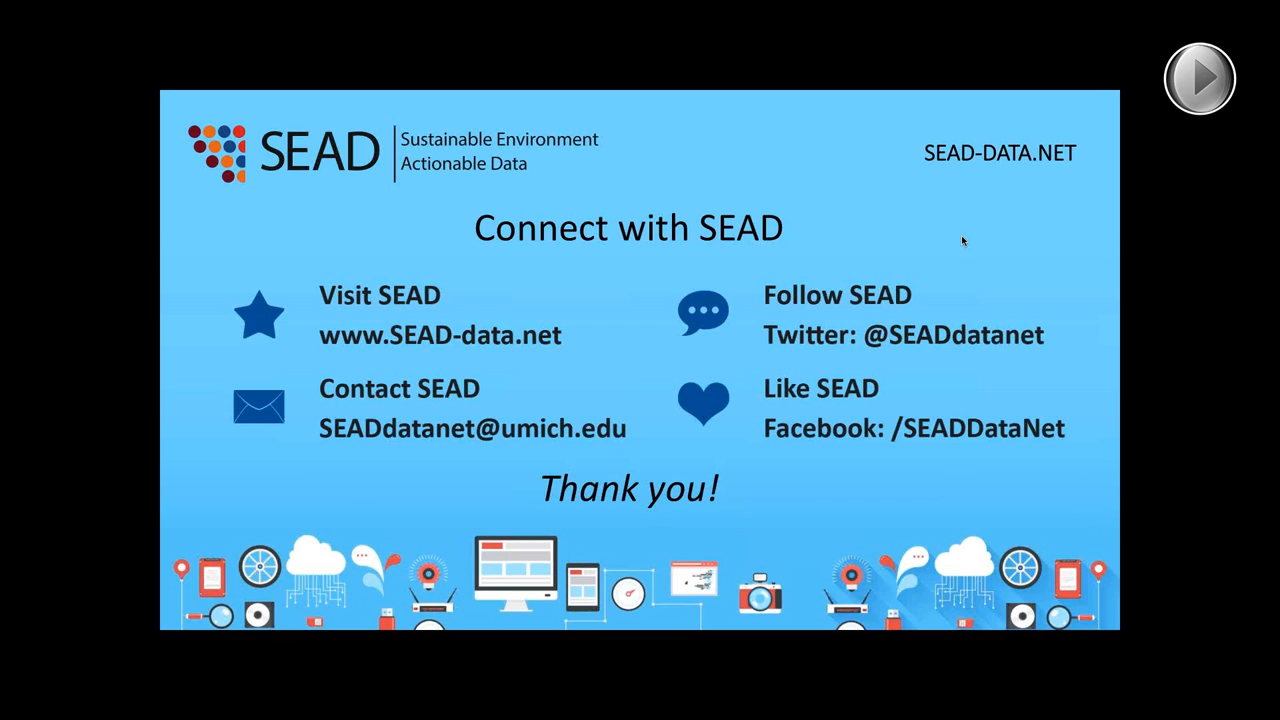 SEAD
Sustainable Environment
Actionable Data
SEAD-DATA.NET
Connect with SEAD
Visit SEAD
www.SEAD-data.net
Contact SEAD
SEADdatanet@umich.edu
Follow SEAD
Twitter: @SEADdatanet
Like SEAD
Facebook: /SEADDataNet
Thank you!